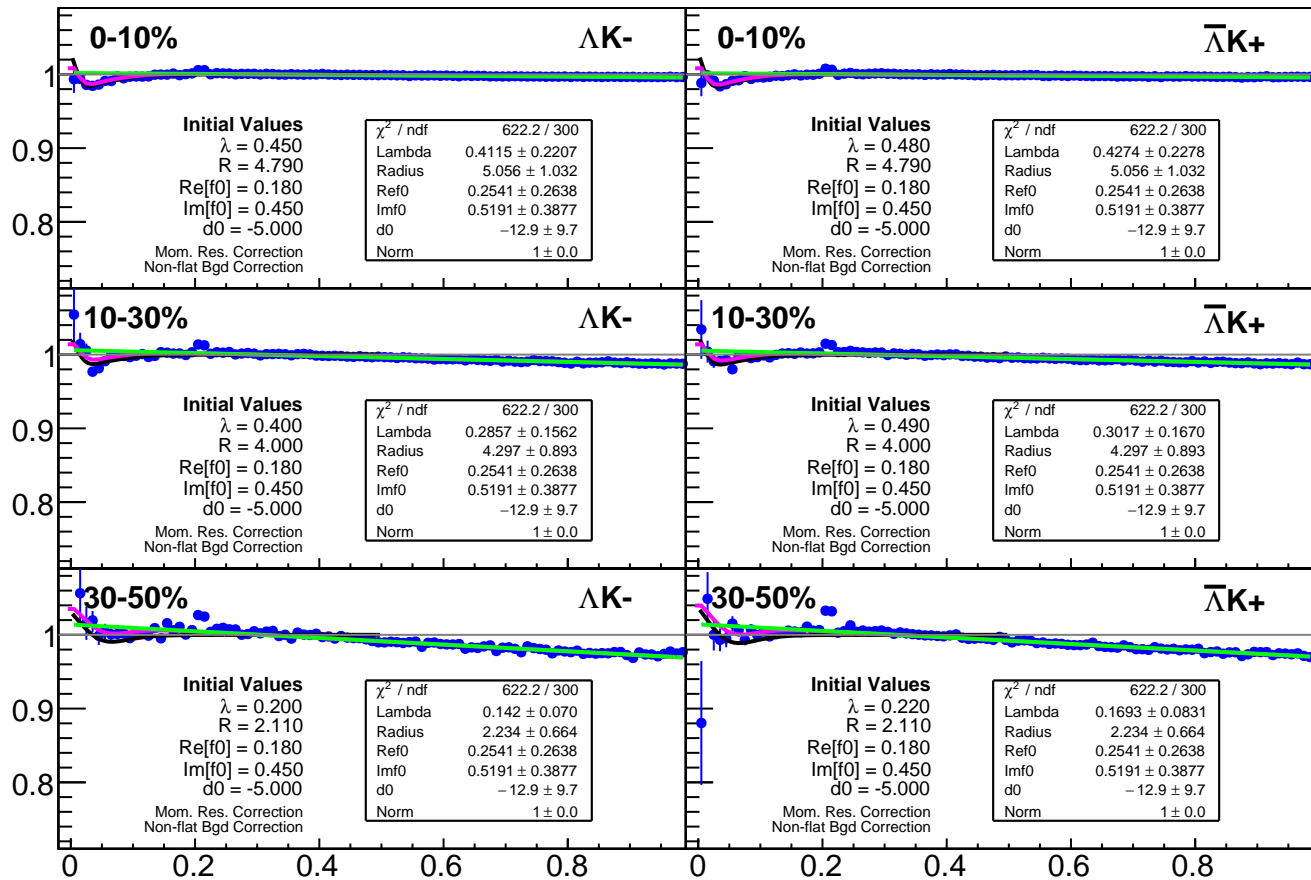 0-10%
ΛK-
1
0.9
0.8
Initial Values
λ = 0.450
R = 4.790
Re[f0] = 0.180
Im[f0] = 0.450
d0 = -5.000
Mom. Res. Correction
Non-flat Bgd Correction
χ² / ndf 622.2 / 300
Lambda 0.4115 ± 0.2207
Radius 5.056 ± 1.032
Ref0 0.2541 ± 0.2638
Imf0 0.5191 ± 0.3877
d0 −12.9 ± 9.7
Norm 1 ± 0.0
0-10%
Λ̅K+
Initial Values
λ = 0.480
R = 4.790
Re[f0] = 0.180
Im[f0] = 0.450
d0 = -5.000
Mom. Res. Correction
Non-flat Bgd Correction
χ² / ndf 622.2 / 300
Lambda 0.4274 ± 0.2278
Radius 5.056 ± 1.032
Ref0 0.2541 ± 0.2638
Imf0 0.5191 ± 0.3877
d0 −12.9 ± 9.7
Norm 1 ± 0.0
10-30%
ΛK-
1
0.9
0.8
Initial Values
λ = 0.400
R = 4.000
Re[f0] = 0.180
Im[f0] = 0.450
d0 = -5.000
Mom. Res. Correction
Non-flat Bgd Correction
χ² / ndf 622.2 / 300
Lambda 0.2857 ± 0.1562
Radius 4.297 ± 0.893
Ref0 0.2541 ± 0.2638
Imf0 0.5191 ± 0.3877
d0 −12.9 ± 9.7
Norm 1 ± 0.0
10-30%
Λ̅K+
Initial Values
λ = 0.490
R = 4.000
Re[f0] = 0.180
Im[f0] = 0.450
d0 = -5.000
Mom. Res. Correction
Non-flat Bgd Correction
χ² / ndf 622.2 / 300
Lambda 0.3017 ± 0.1670
Radius 4.297 ± 0.893
Ref0 0.2541 ± 0.2638
Imf0 0.5191 ± 0.3877
d0 −12.9 ± 9.7
Norm 1 ± 0.0
30-50%
ΛK-
1
0.9
0.8
Initial Values
λ = 0.200
R = 2.110
Re[f0] = 0.180
Im[f0] = 0.450
d0 = -5.000
Mom. Res. Correction
Non-flat Bgd Correction
χ² / ndf 622.2 / 300
Lambda 0.142 ± 0.070
Radius 2.234 ± 0.664
Ref0 0.2541 ± 0.2638
Imf0 0.5191 ± 0.3877
d0 −12.9 ± 9.7
Norm 1 ± 0.0
30-50%
Λ̅K+
Initial Values
λ = 0.220
R = 2.110
Re[f0] = 0.180
Im[f0] = 0.450
d0 = -5.000
Mom. Res. Correction
Non-flat Bgd Correction
χ² / ndf 622.2 / 300
Lambda 0.1693 ± 0.0831
Radius 2.234 ± 0.664
Ref0 0.2541 ± 0.2638
Imf0 0.5191 ± 0.3877
d0 −12.9 ± 9.7
Norm 1 ± 0.0
0 0.2 0.4 0.6 0.8 0 0.2 0.4 0.6 0.8